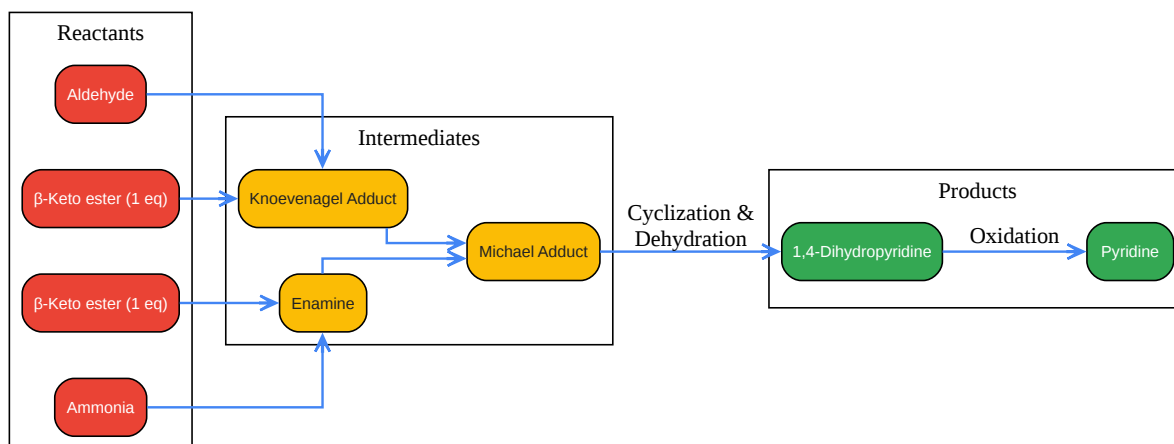 Reactants
Aldehyde
β-Keto ester (1 eq)
β-Keto ester (1 eq)
Ammonia
Intermediates
Knoevenagel Adduct
Enamine
Michael Adduct
Cyclization &
Dehydration
Products
1,4-Dihydropyridine
Oxidation
Pyridine